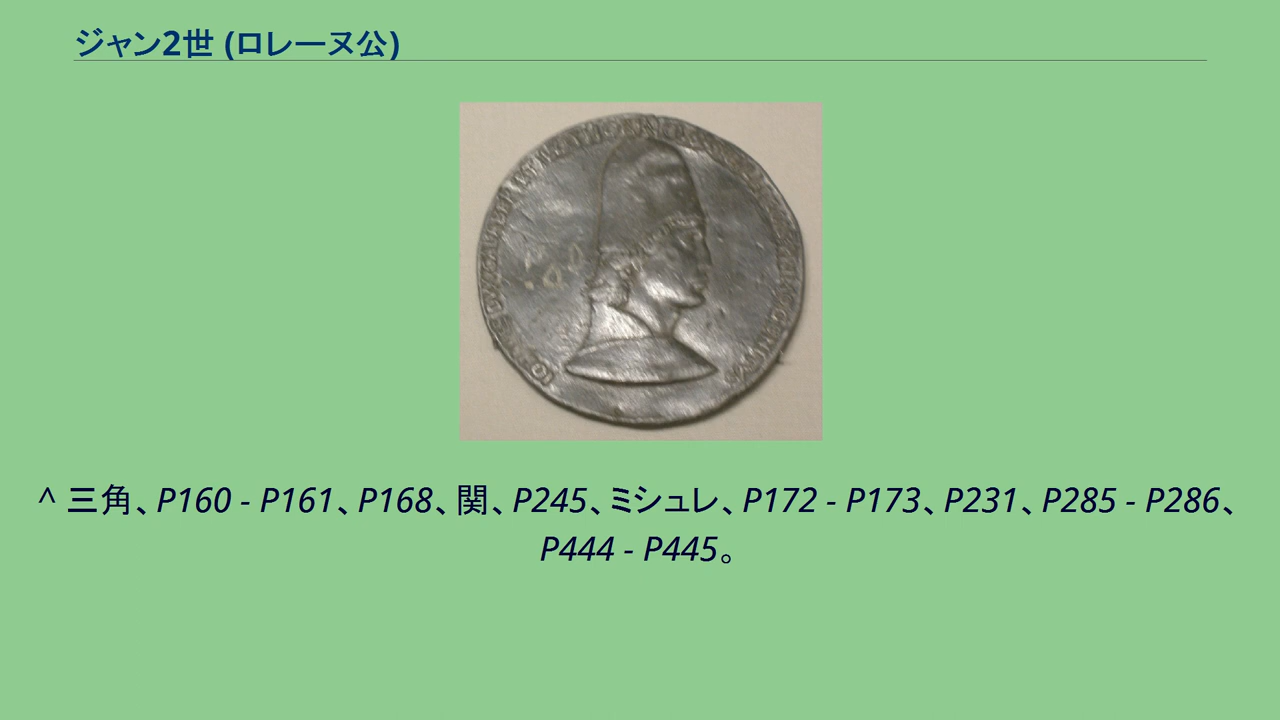 ジャン2世 (ロレーヌ公)
^ 三角、P160 - P161、P168、関、P245、ミシュレ、P172 - P173、P231、P285 - P286、
P444 - P445。